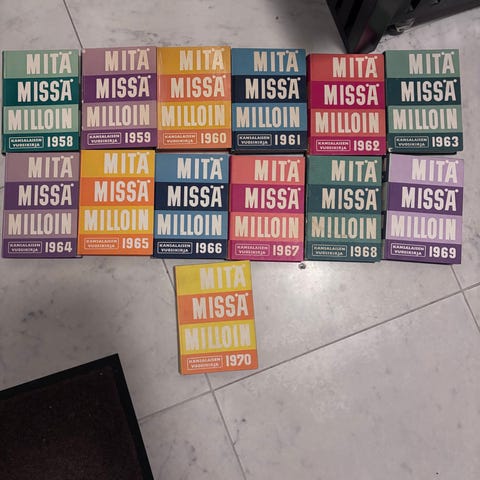 MITÄ
MISSÄ
MILLOIN
KANSALAISEN
VUOSIKIRJA 1958
MITÄ
MISSÄ
MILLOIN
KANSALAISEN
VUOSIKIRJA 1959
MITÄ
MISSÄ
MILLOIN
KANSALAISEN
VUOSIKIRJA 1960
MITÄ
MISSÄ
MILLOIN
KANSALAISEN
VUOSIKIRJA 1961
MITÄ
MISSÄ
MILLOIN
KANSALAISEN
VUOSIKIRJA 1962
MITÄ
MISSÄ
MILLOIN
KANSALAISEN
VUOSIKIRJA 1963
MITÄ
MISSÄ
MILLOIN
KANSALAISEN
VUOSIKIRJA 1964
MITÄ
MISSÄ
MILLOIN
KANSALAISEN
VUOSIKIRJA 1965
MITÄ
MISSÄ
MILLOIN
KANSALAISEN
VUOSIKIRJA 1966
MITÄ
MISSÄ
MILLOIN
KANSALAISEN
VUOSIKIRJA 1967
MITÄ
MISSÄ
MILLOIN
KANSALAISEN
VUOSIKIRJA 1968
MITÄ
MISSÄ
MILLOIN
KANSALAISEN
VUOSIKIRJA 1969
MITÄ
MISSÄ
MILLOIN
KANSALAISEN
VUOSIKIRJA 1970